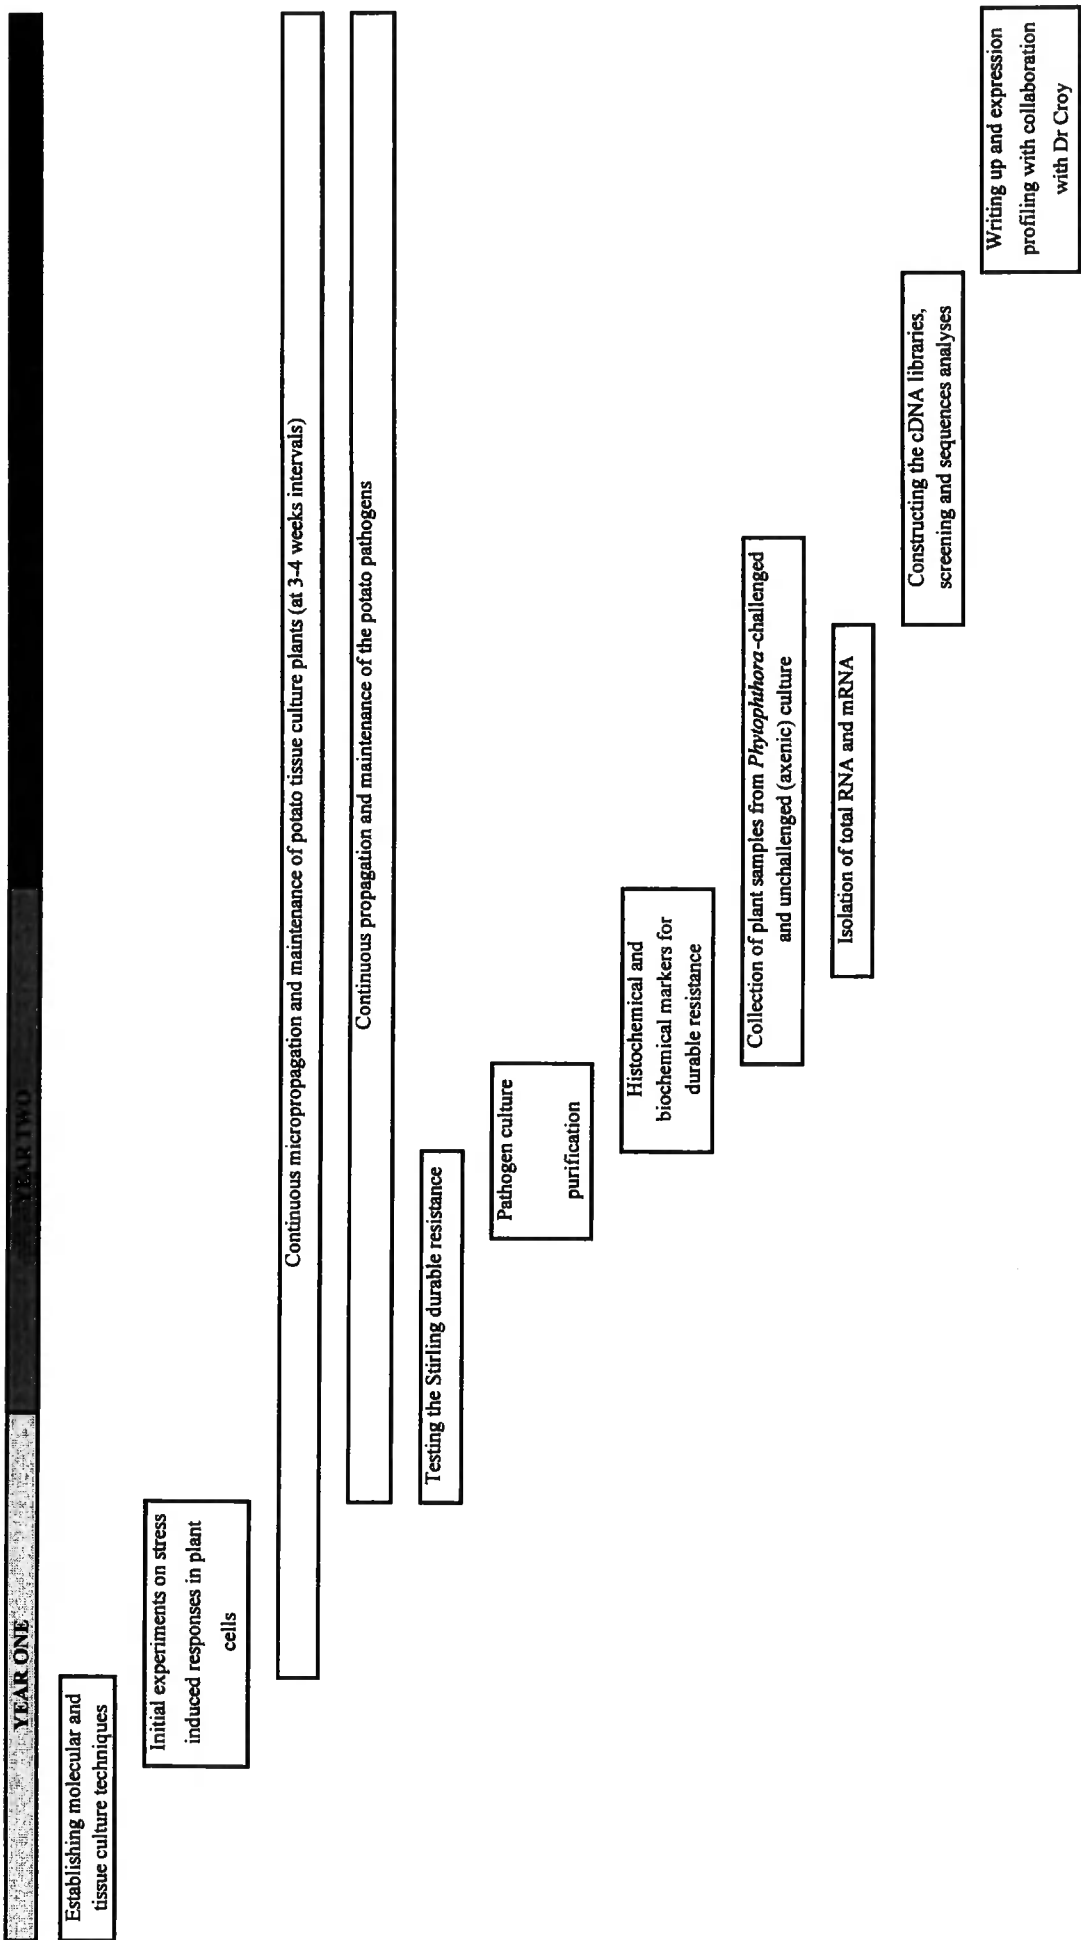 YEAR ONE
YEAR TWO
Establishing molecular and
tissue culture techniques
Initial experiments on stress
induced responses in plant
cells
Continuous micropropagation and maintenance of potato tissue culture plants (at 3-4 weeks intervals)
Continuous propagation and maintenance of the potato pathogens
Testing the Stirling durable resistance
Pathogen culture
purification
Histochemical and
biochemical markers for
durable resistance
Collection of plant samples from Phytophthora-challenged
and unchallenged (axenic) culture
Isolation of total RNA and mRNA
Constructing the cDNA libraries,
screening and sequences analyses
Writing up and expression
profiling with collaboration
with Dr Croy